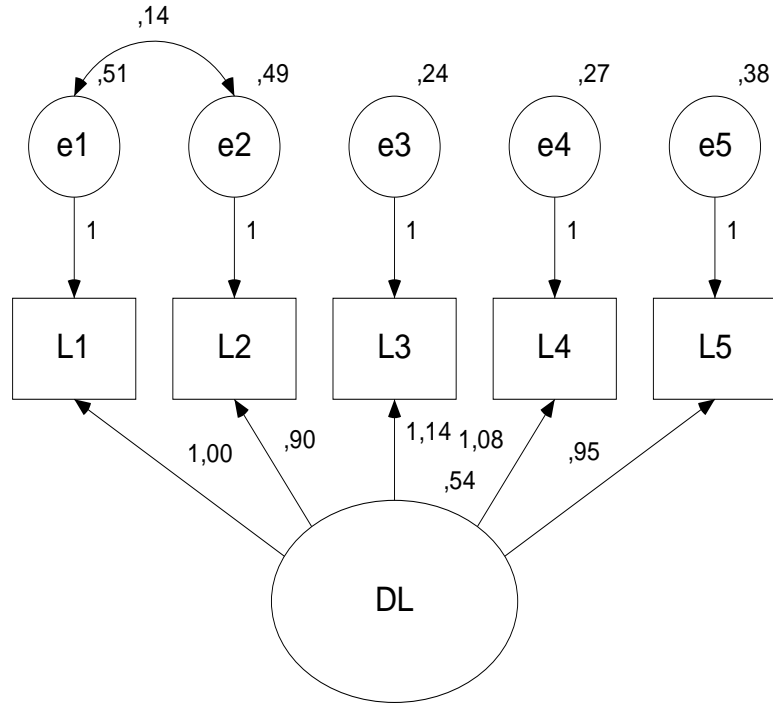 ,14
,51 ,49 ,24 ,27 ,38
e1 e2 e3 e4 e5
1 1 1 1 1
L1 L2 L3 L4 L5
1,00 ,90 1,14 1,08 ,95
,54
DL